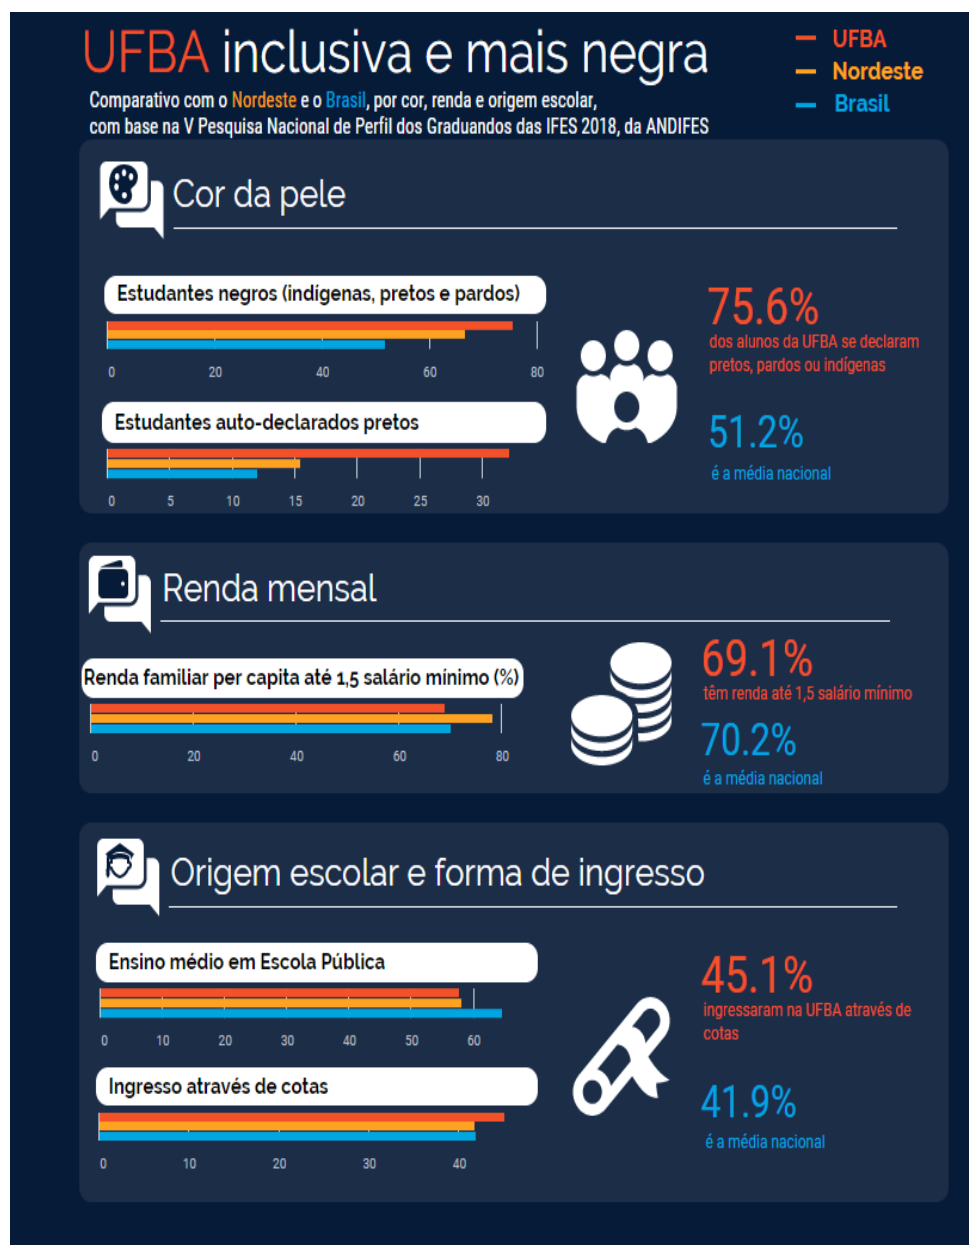 UFBA inclusiva e mais negra
Comparativo com o Nordeste e o Brasil, por cor, renda e origem escolar,
com base na V Pesquisa Nacional de Perfil dos Graduandos das IFES 2018, da ANDIFES
UFBA
Nordeste
Brasil
Cor da pele
Estudantes negros (indígenas, pretos e pardos)
0 20 40 60 80
Estudantes auto-declarados pretos
0 5 10 15 20 25 30
75.6%
dos alunos da UFBA se declaram
pretos, pardos ou indígenas
51.2%
é a média nacional
Renda mensal
Renda familiar per capita até 1,5 salário mínimo (%)
0 20 40 60 80
69.1%
têm renda até 1,5 salário mínimo
70.2%
é a média nacional
Origem escolar e forma de ingresso
Ensino médio em Escola Pública
0 10 20 30 40 50 60
Ingresso através de cotas
0 10 20 30 40
45.1%
ingressaram na UFBA através de
cotas
41.9%
é a média nacional